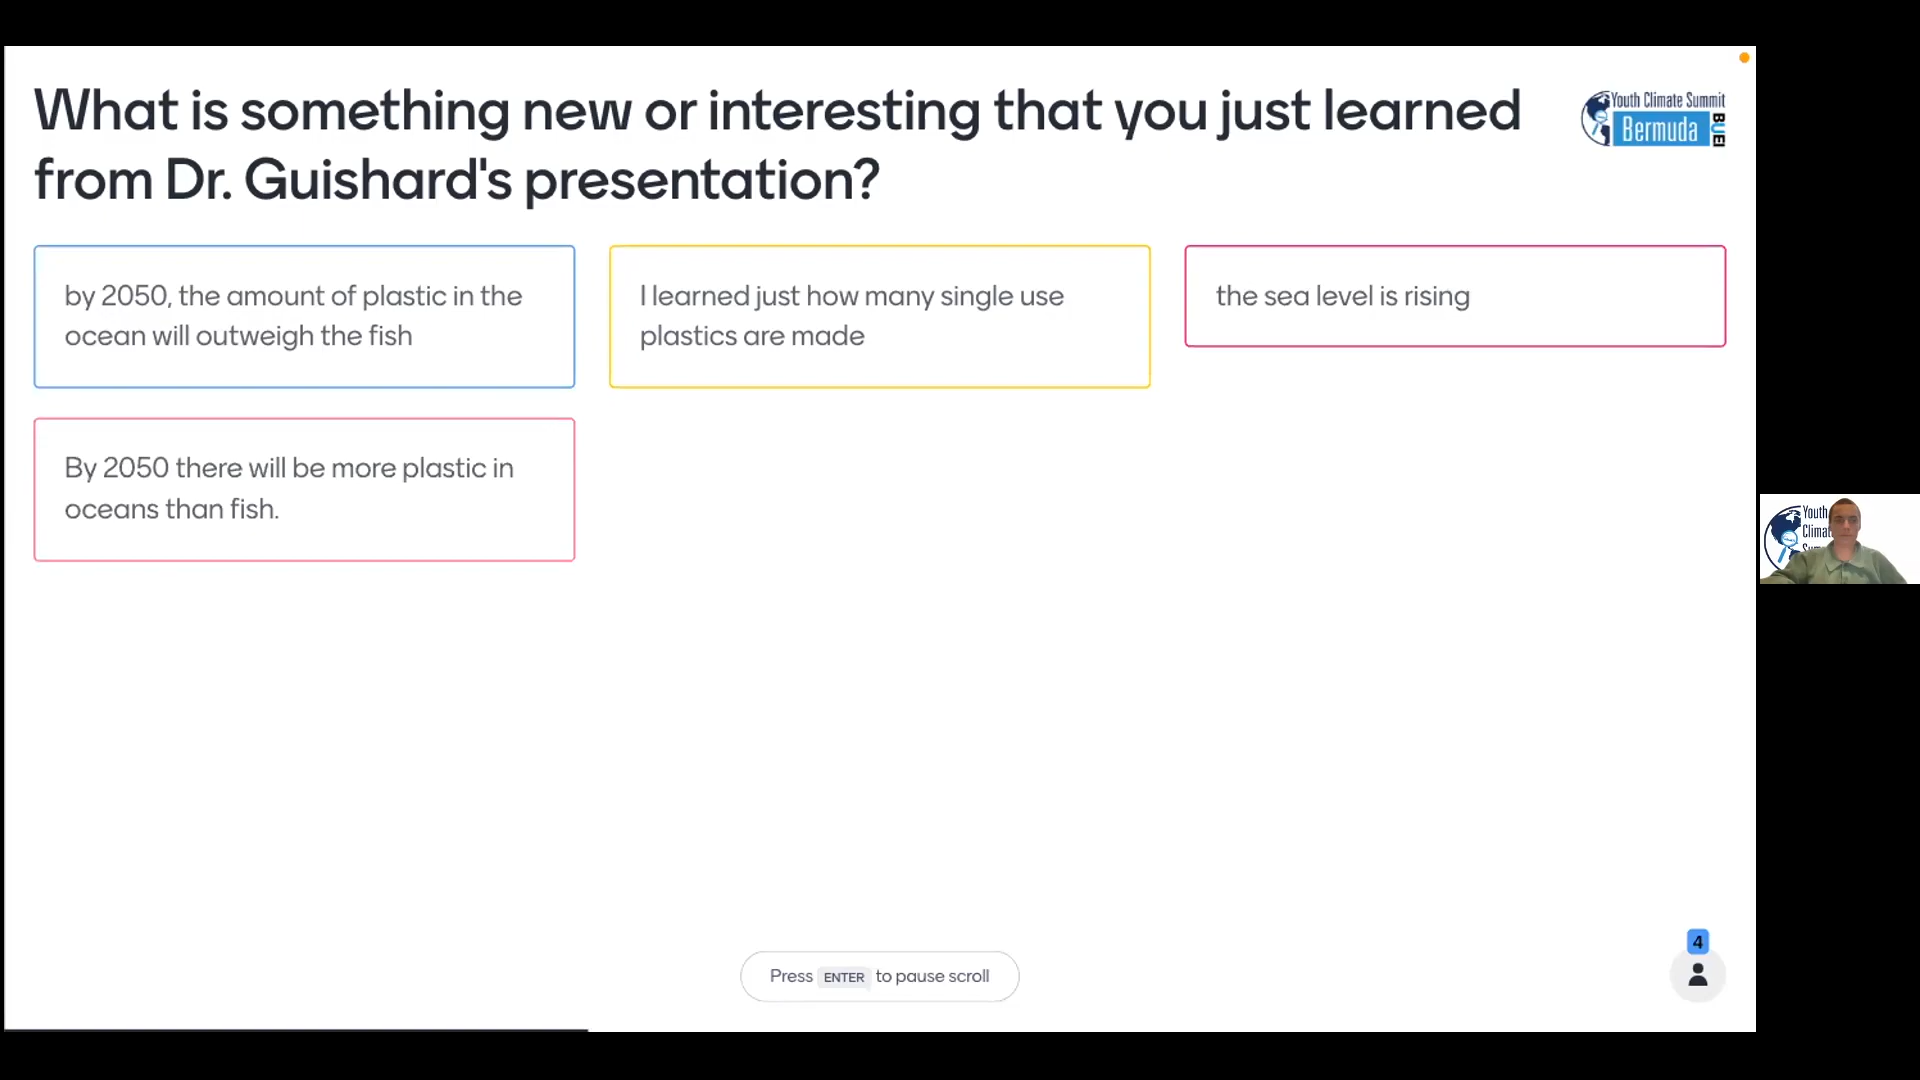 What is something new or interesting that you just learned
from Dr. Guishard's presentation?
Youth Climate Summit
Bermuda
BUEI
by 2050, the amount of plastic in the
ocean will outweigh the fish
I learned just how many single use
plastics are made
the sea level is rising
By 2050 there will be more plastic in
oceans than fish.
Youth
Press ENTER to pause scroll
4